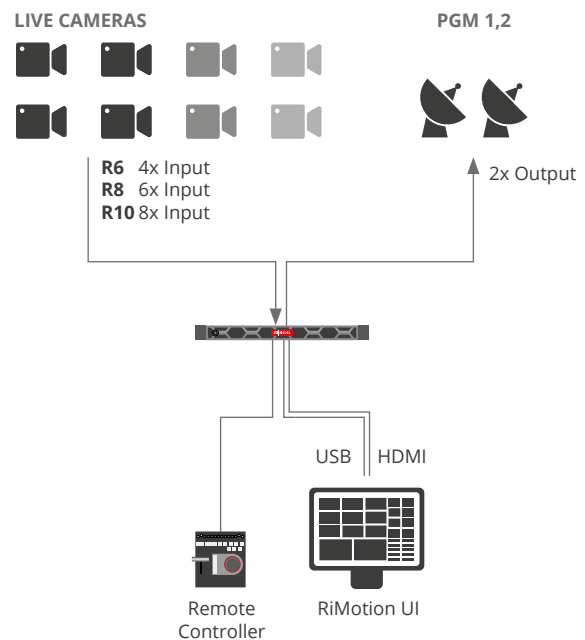 LIVE CAMERAS
PGM 1,2
R6 4x Input
R8 6x Input
R10 8x Input
2x Output
USB
HDMI
Remote
Controller
RiMotion UI